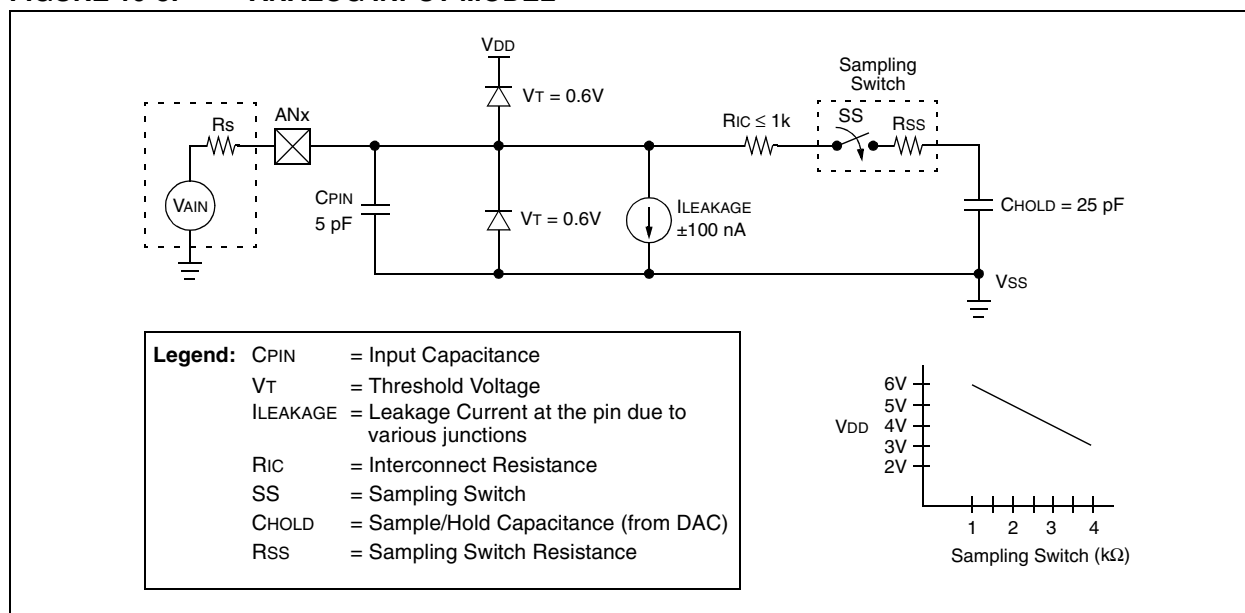 VDD
Sampling
Switch
VT = 0.6V
ANx
Rs
RIC ≤ 1k
SS
RSS
VAIN
CPIN
5 pF
VT = 0.6V
ILEAKAGE
±100 nA
CHOLD = 25 pF
VSS
Legend: CPIN = Input Capacitance
VT = Threshold Voltage
ILEAKAGE = Leakage Current at the pin due to
various junctions
RIC = Interconnect Resistance
SS = Sampling Switch
CHOLD = Sample/Hold Capacitance (from DAC)
RSS = Sampling Switch Resistance
6V
5V
VDD
4V
3V
2V
1 2 3 4
Sampling Switch (kΩ)